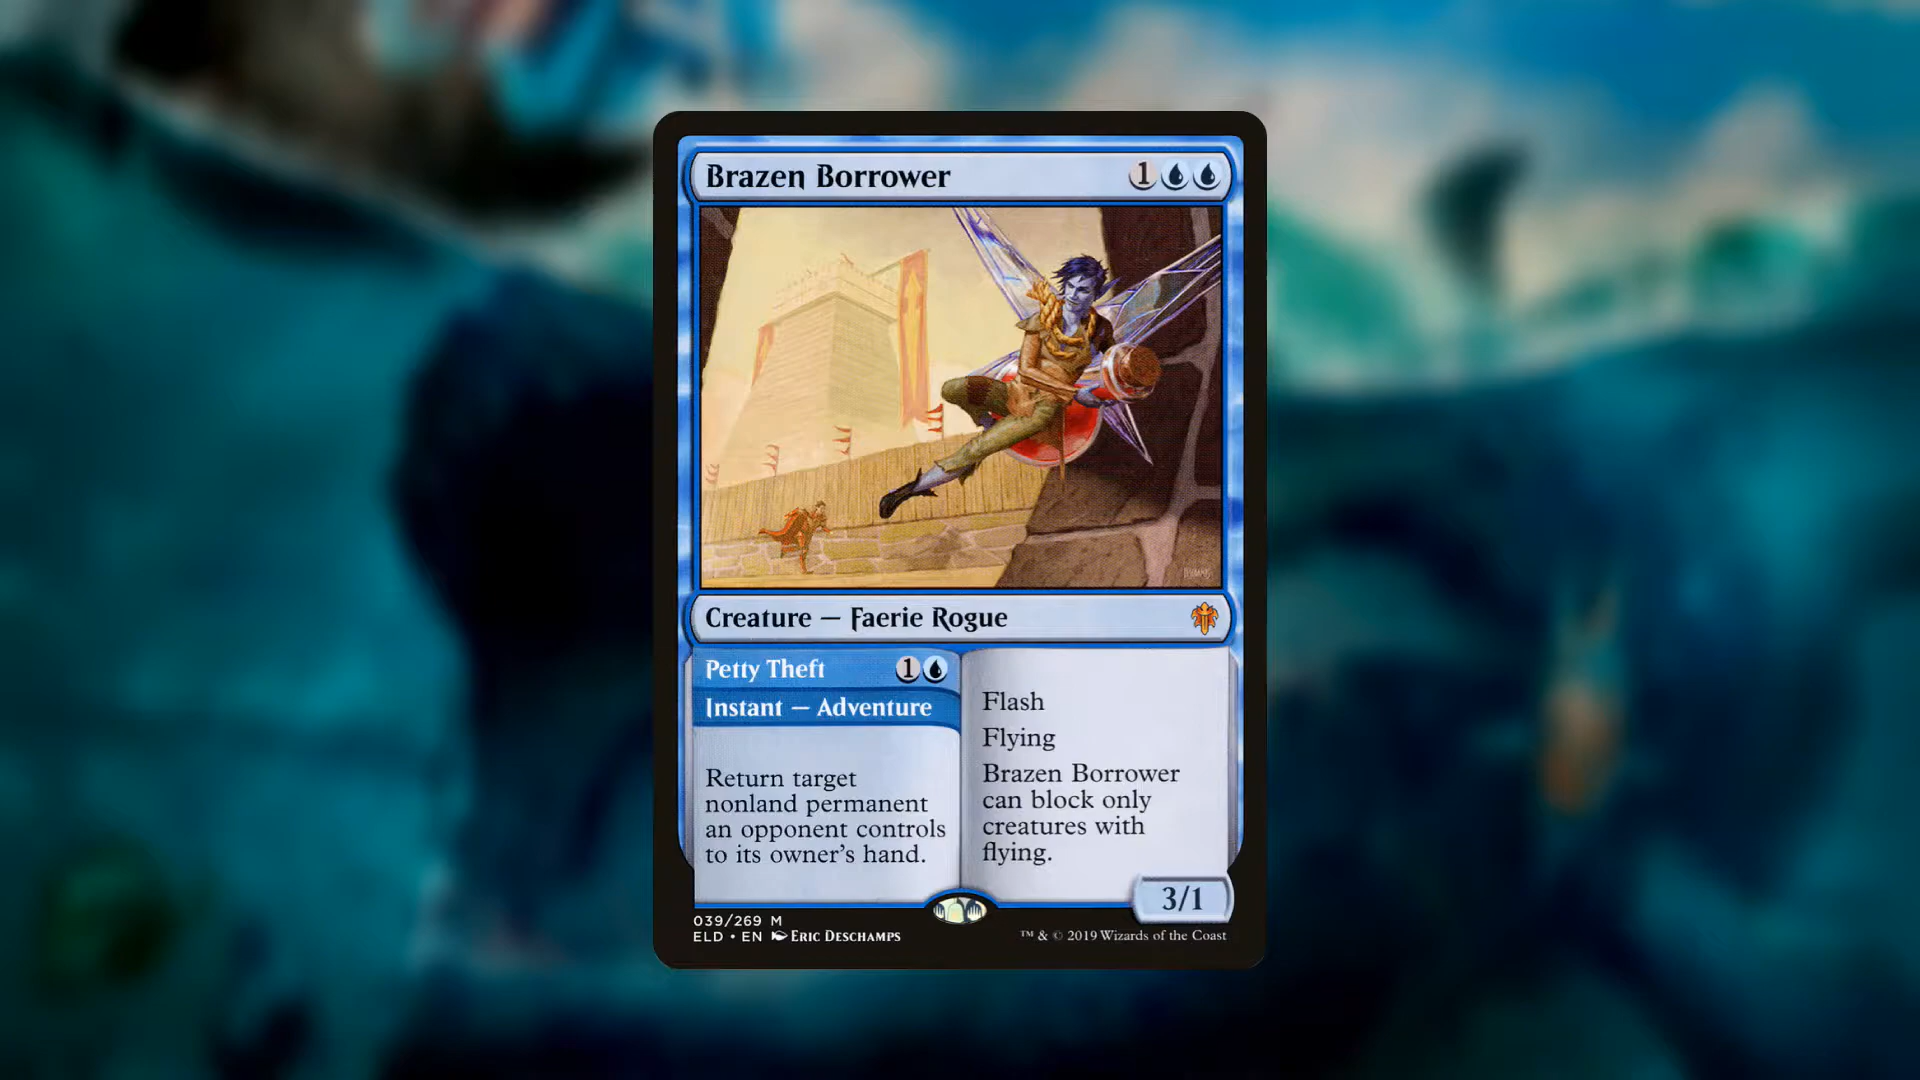 Brazen Borrower 1
Creature — Faerie Rogue
Petty Theft 1
Instant — Adventure
Return target
nonland permanent
an opponent controls
to its owner's hand.
Flash
Flying
Brazen Borrower
can block only
creatures with
flying.
3/1
039/269 M
ELD • EN Eric Deschamps
™ & © 2019 Wizards of the Coast